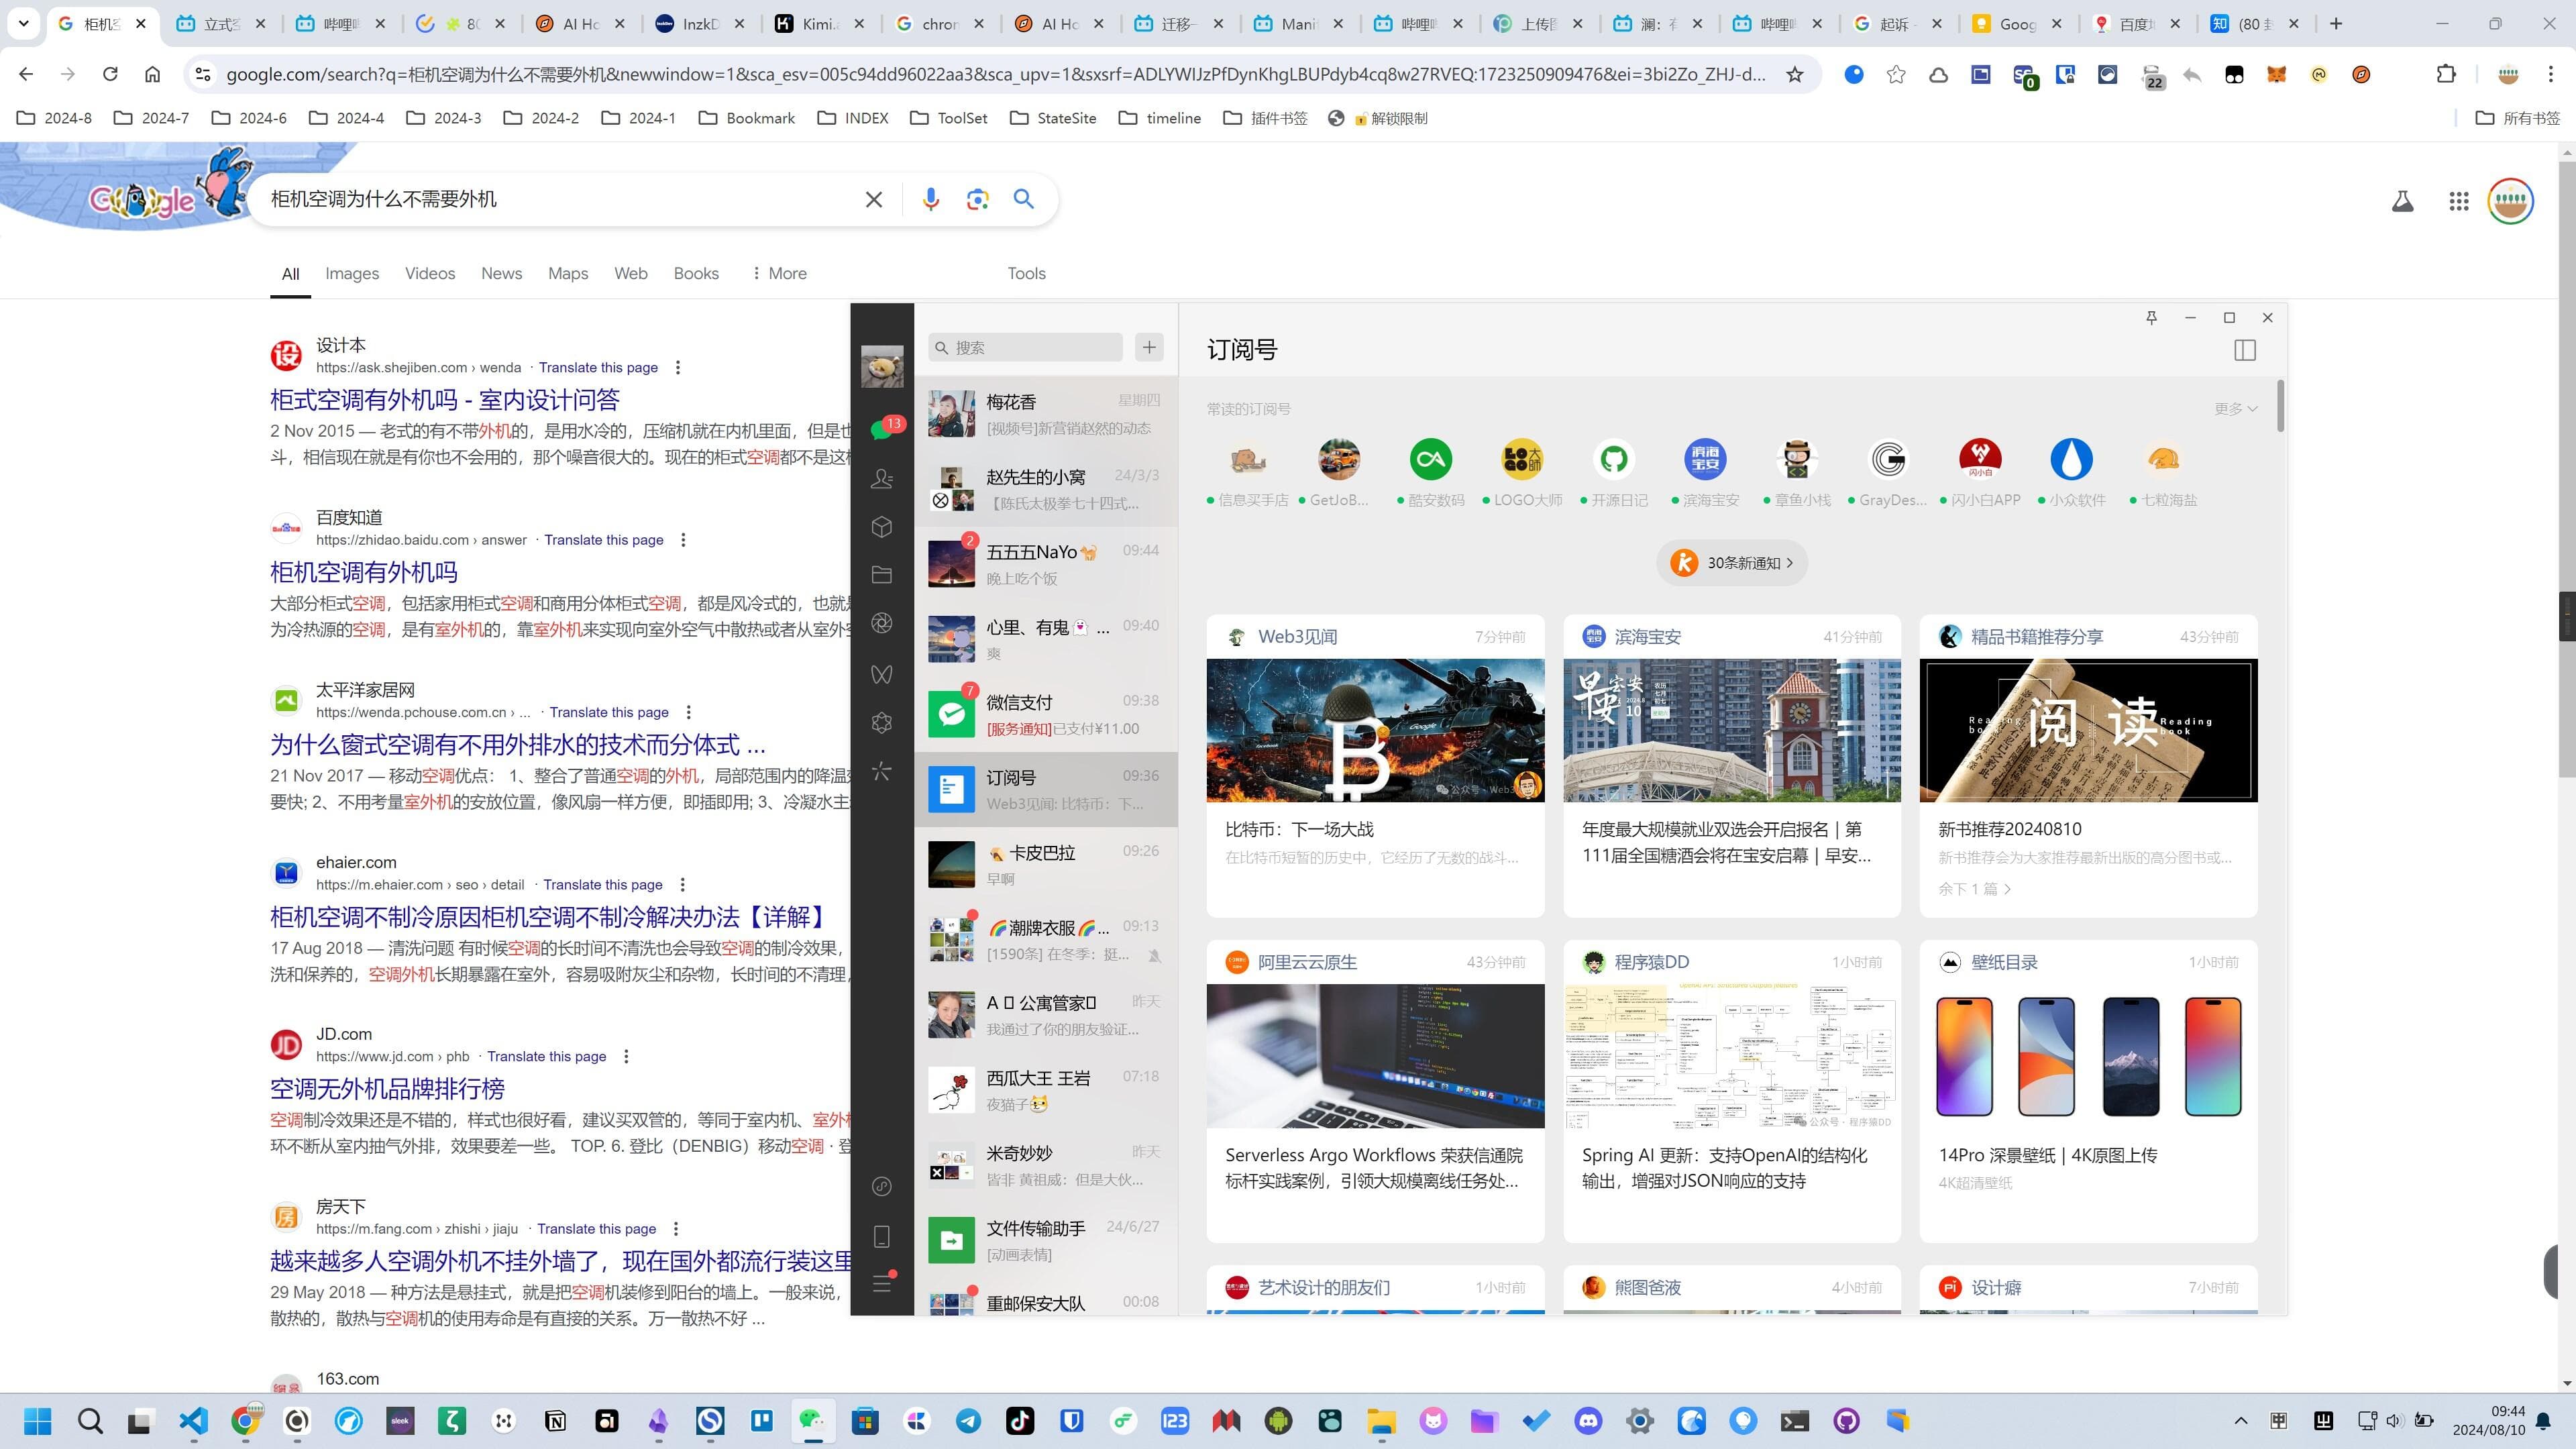 柜机空
立式空
哔哩哔
80
AI Ho
InzkD
Kimi.a
chron
AI Ho
迁移一
Manif
哔哩哔
上传图
澜：有
哔哩哔
起诉 -
Goog
百度地
(80 封
google.com/search?q=柜机空调为什么不需要外机&newwindow=1&sca_esv=005c94dd96022aa3&sca_upv=1&sxsrf=ADLYWIJzPfDynKhgLBUPdyb4cq8w27RVEQ:1723250909476&ei=3bi2Zo_ZHJ-d...
0
22
2024-8
2024-7
2024-6
2024-4
2024-3
2024-2
2024-1
Bookmark
INDEX
ToolSet
StateSite
timeline
插件书签
🔓解锁限制
所有书签
Google
柜机空调为什么不需要外机
All
Images
Videos
News
Maps
Web
Books
More
Tools
设计本
https://ask.shejiben.com › wenda · Translate this page
柜式空调有外机吗 - 室内设计问答
2 Nov 2015 — 老式的有不带外机的，是用水冷的，压缩机就在内机里面，但是也
斗，相信现在就是有你也不会用的，那个噪音很大的。现在的柜式空调都不是这样
百度知道
https://zhidao.baidu.com › answer · Translate this page
柜机空调有外机吗
大部分柜式空调，包括家用柜式空调和商用分体柜式空调，都是风冷式的，也就是
为冷热源的空调，是有室外机的，靠室外机来实现向室外空气中散热或者从室外空
太平洋家居网
https://wenda.pchouse.com.cn › ... · Translate this page
为什么窗式空调有不用外排水的技术而分体式 ...
21 Nov 2017 — 移动空调优点： 1、整合了普通空调的外机，局部范围内的降温效
要快; 2、不用考量室外机的安放位置，像风扇一样方便，即插即用; 3、冷凝水主
ehaier.com
https://m.ehaier.com › seo › detail · Translate this page
柜机空调不制冷原因柜机空调不制冷解决办法【详解】
17 Aug 2018 — 清洗问题 有时候空调的长时间不清洗也会导致空调的制冷效果，
洗和保养的，空调外机长期暴露在室外，容易吸附灰尘和杂物，长时间的不清理，
JD.com
https://www.jd.com › phb · Translate this page
空调无外机品牌排行榜
空调制冷效果还是不错的，样式也很好看，建议买双管的，等同于室内机、室外机
环不断从室内抽气外排，效果要差一些。 TOP. 6. 登比（DENBIG）移动空调 · 登
房天下
https://m.fang.com › zhishi › jiaju · Translate this page
越来越多人空调外机不挂外墙了，现在国外都流行装这里
29 May 2018 — 种方法是悬挂式，就是把空调机装修到阳台的墙上。一般来说，
散热的，散热与空调机的使用寿命是有直接的关系。万一散热不好 ...
163.com
13
搜索
梅花香
星期四
[视频号]新营销赵然的动态
赵先生的小窝
24/3/3
【陈氏太极拳七十四式...
2
五五五NaYo🐈
09:44
晚上吃个饭
心里、有鬼👻 ...
09:40
爽
7
微信支付
09:38
[服务通知]已支付¥11.00
订阅号
09:36
Web3见闻: 比特币：下...
卡皮巴拉
09:26
早啊
🌈潮牌衣服🌈...
09:13
[1590条] 在冬季：挺...
A 公寓管家
昨天
我通过了你的朋友验证...
西瓜大王 王岩
07:18
夜猫子😼
米奇妙妙
昨天
皆非 黄祖威：但是大伙...
文件传输助手
24/6/27
[动画表情]
重邮保安大队
00:08
订阅号
常读的订阅号
更多
信息买手店
GetJoB...
酷安数码
LOGO大师
开源日记
滨海宝安
章鱼小栈
GrayDes...
闪小白APP
小众软件
七粒海盐
30条新通知 >
Web3见闻
7分钟前
比特币：下一场大战
在比特币短暂的历史中，它经历了无数的战斗...
滨海宝安
41分钟前
早安
宝安
10
年度最大规模就业双选会开启报名 | 第
111届全国糖酒会将在宝安启幕 | 早安...
精品书籍推荐分享
43分钟前
阅读
Reading
book
Reading
book
新书推荐20240810
新书推荐会为大家推荐最新出版的高分图书或...
余下 1 篇 >
阿里云云原生
43分钟前
Serverless Argo Workflows 荣获信通院
标杆实践案例，引领大规模离线任务处...
程序猿DD
1小时前
公众号 · 程序猿DD
Spring AI 更新：支持OpenAI的结构化
输出，增强对JSON响应的支持
壁纸目录
1小时前
14Pro 深景壁纸 | 4K原图上传
4K超清壁纸
艺术设计的朋友们
1小时前
熊图爸液
4小时前
设计癖
7小时前
sleek
123
09:44
2024/08/10